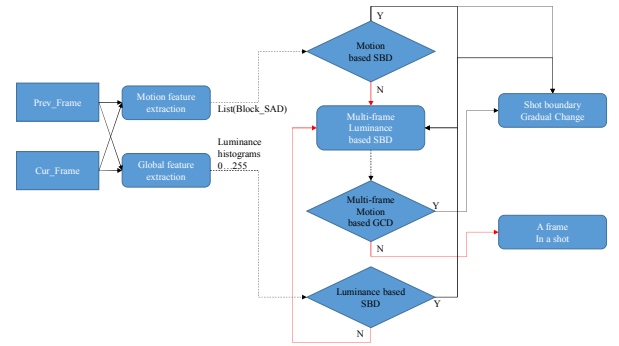 Y
Motion
based SBD
Prev_Frame
Motion feature
extraction
List(Block_SAD)
N
Shot boundary
Gradual Change
Multi-frame
Luminance
based SBD
Cur_Frame
Global feature
extraction
Luminance
histograms
0…255
Multi-frame
Motion
based GCD
Y
N
A frame
In a shot
Luminance based
SBD
Y
N